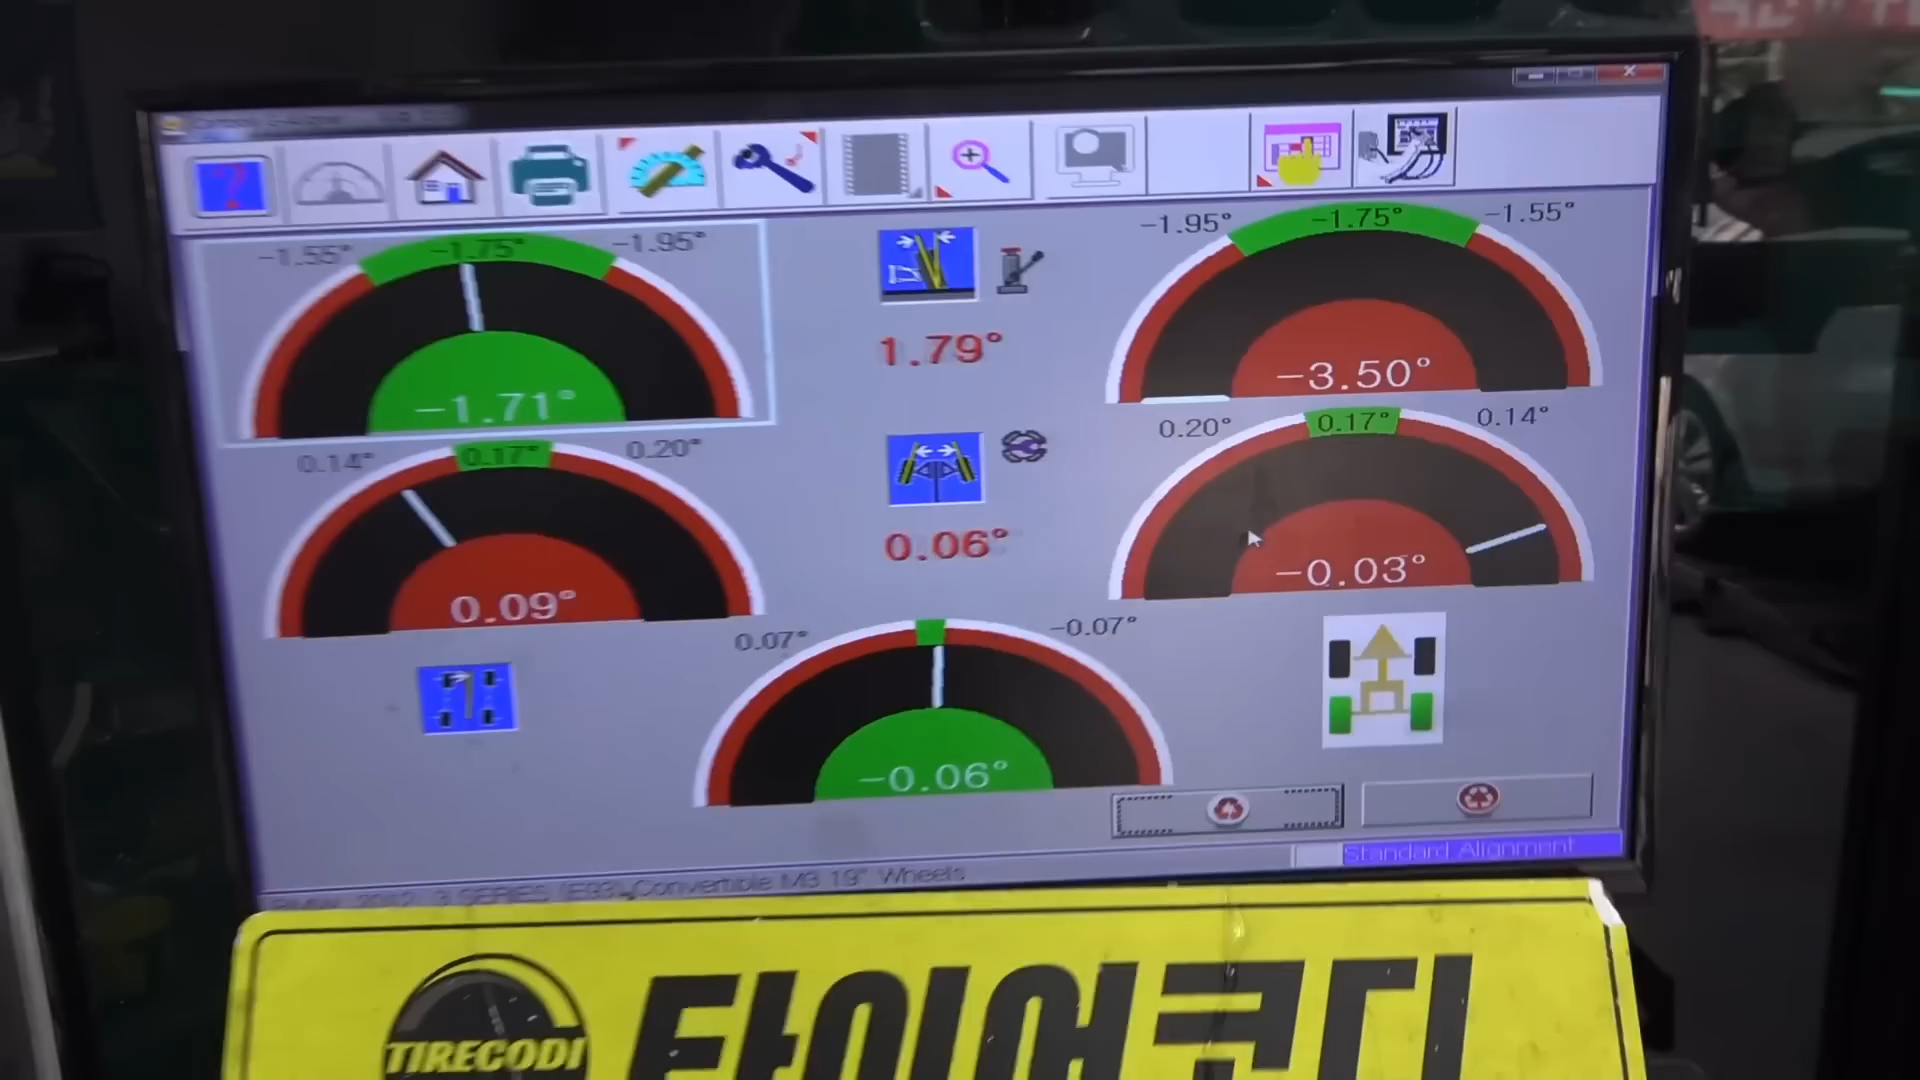 -1.55° -1.75° -1.95°
-1.71°
1.79°
-1.95° -1.75° -1.55°
-3.50°
0.14° 0.17° 0.20°
0.09°
0.06°
0.20° 0.17° 0.14°
-0.03°
0.07° -0.07°
-0.06°
Standard Alignment
BMW 2012 3 SERIES (E93) Convertible M3 19" Wheels
TIRECODI
타이어코디